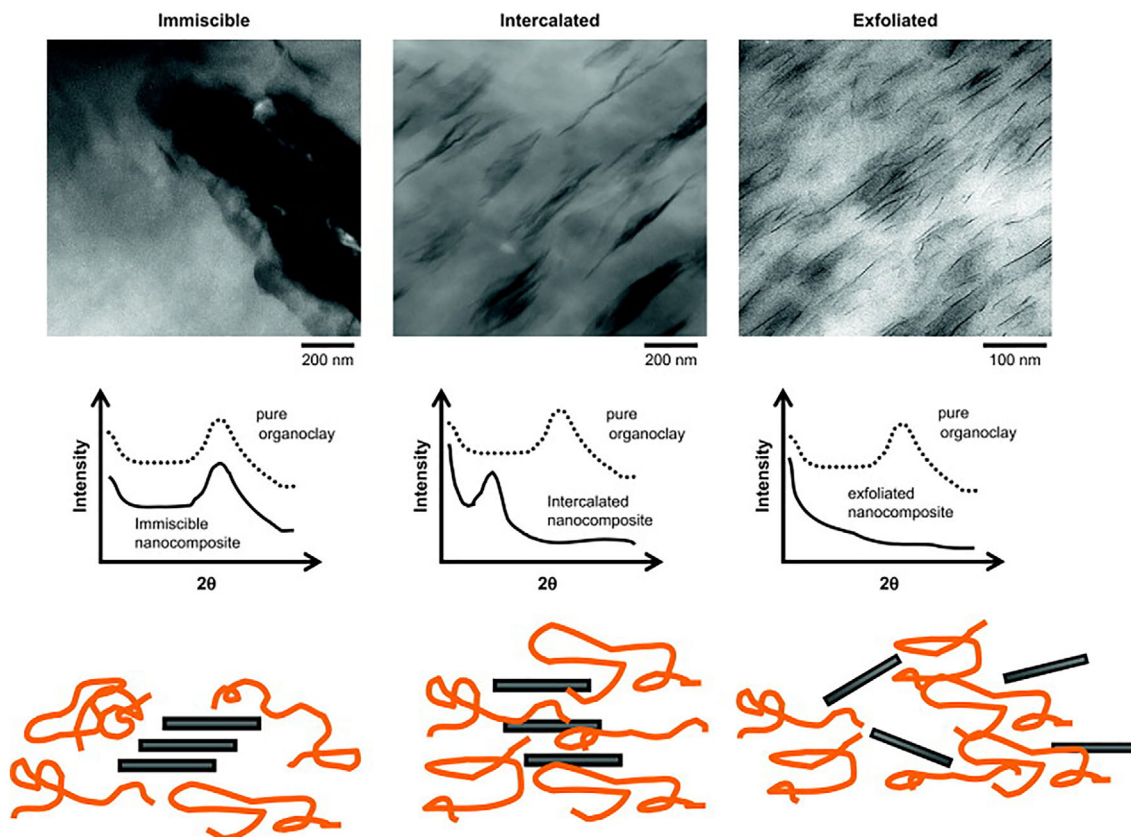 Immiscible
Intercalated
Exfoliated
200 nm
200 nm
100 nm
Intensity
pure
organoclay
Immiscible
nanocomposite
2θ
Intensity
pure
organoclay
Intercalated
nanocomposite
2θ
Intensity
pure
organoclay
exfoliated
nanocomposite
2θ